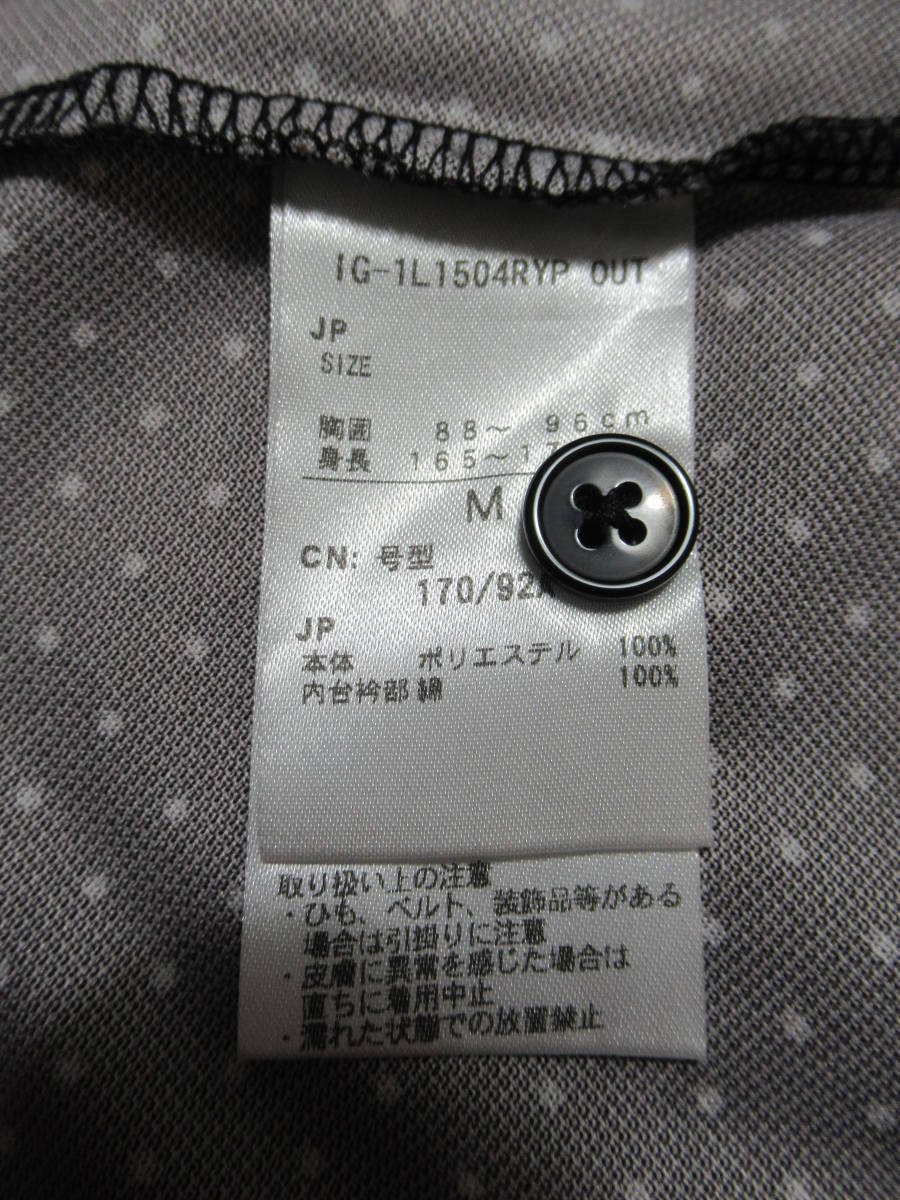 IG-1L1504RYP OUT
JP
SIZE
胸囲 88～ 96cm
身長 165～
M
CN: 号型
170/92A
JP
本体 ポリエステル 100%
内台衿部 綿 100%
取り扱い上の注意
・ひも、ベルト、装飾品等がある
場合は引掛りに注意
・皮膚に異常を感じた場合は
直ちに着用中止
・濡れた状態での放置禁止